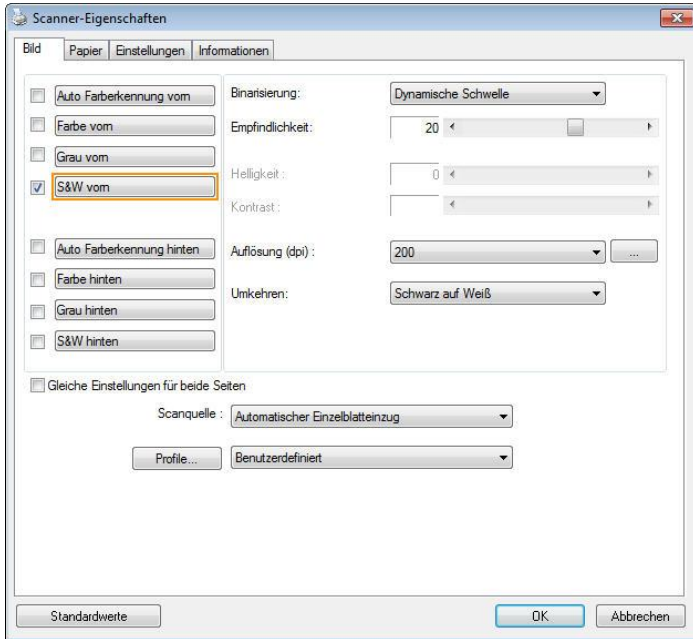 Scanner-Eigenschaften
Bild Papier Einstellungen Informationen
Auto Farberkennung vorn
Farbe vorn
Grau vorn
S&W vorn
Auto Farberkennung hinten
Farbe hinten
Grau hinten
S&W hinten
Binarisierung: Dynamische Schwelle
Empfindlichkeit: 20
Helligkeit : 0
Kontrast :
Auflösung (dpi) : 200 ...
Umkehren: Schwarz auf Weiß
Gleiche Einstellungen für beide Seiten
Scanquelle : Automatischer Einzelblatteinzug
Profile... Benutzerdefiniert
Standardwerte OK Abbrechen